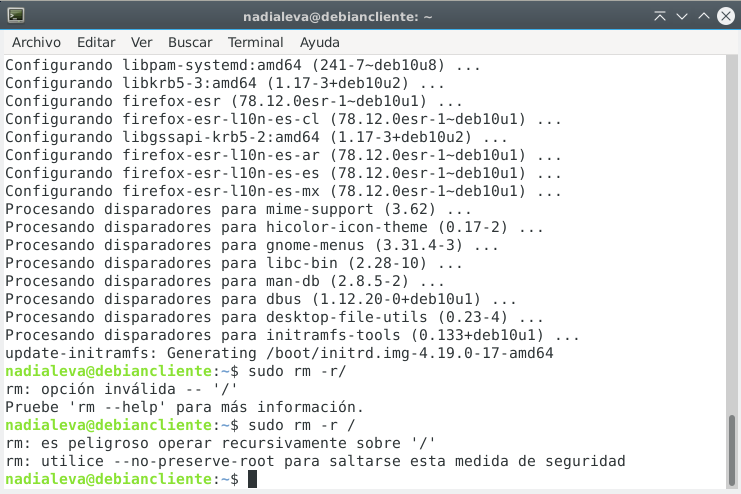 nadialeva@debiancliente: ~
Archivo Editar Ver Buscar Terminal Ayuda
Configurando libpam-systemd:amd64 (241-7~deb10u8) ...
Configurando libkrb5-3:amd64 (1.17-3+deb10u2) ...
Configurando firefox-esr (78.12.0esr-1~deb10u1) ...
Configurando firefox-esr-l10n-es-cl (78.12.0esr-1~deb10u1) ...
Configurando libgssapi-krb5-2:amd64 (1.17-3+deb10u2) ...
Configurando firefox-esr-l10n-es-ar (78.12.0esr-1~deb10u1) ...
Configurando firefox-esr-l10n-es-es (78.12.0esr-1~deb10u1) ...
Configurando firefox-esr-l10n-es-mx (78.12.0esr-1~deb10u1) ...
Procesando disparadores para mime-support (3.62) ...
Procesando disparadores para hicolor-icon-theme (0.17-2) ...
Procesando disparadores para gnome-menus (3.31.4-3) ...
Procesando disparadores para libc-bin (2.28-10) ...
Procesando disparadores para man-db (2.8.5-2) ...
Procesando disparadores para dbus (1.12.20-0+deb10u1) ...
Procesando disparadores para desktop-file-utils (0.23-4) ...
Procesando disparadores para initramfs-tools (0.133+deb10u1) ...
update-initramfs: Generating /boot/initrd.img-4.19.0-17-amd64
nadialeva@debiancliente:~$ sudo rm -r/
rm: opción inválida -- '/'
Pruebe 'rm --help' para más información.
nadialeva@debiancliente:~$ sudo rm -r /
rm: es peligroso operar recursivamente sobre '/'
rm: utilice --no-preserve-root para saltarse esta medida de seguridad
nadialeva@debiancliente:~$